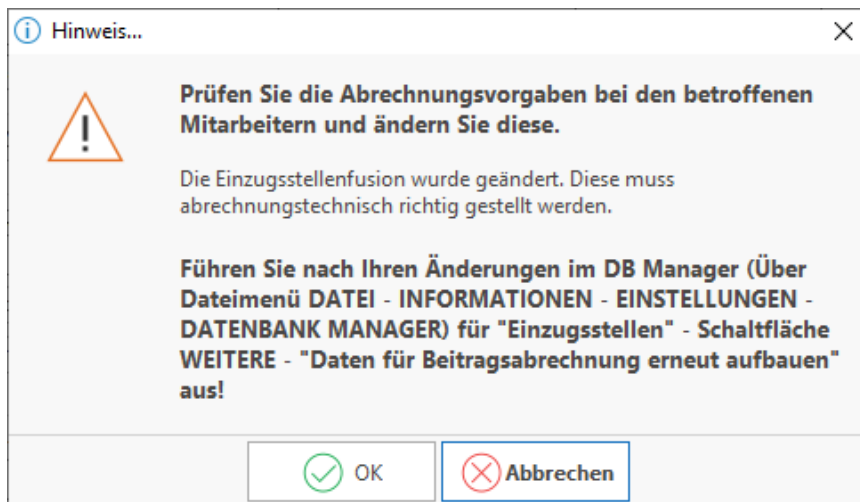 Hinweis...
Prüfen Sie die Abrechnungsvorgaben bei den betroffenen
Mitarbeitern und ändern Sie diese.
Die Einzugsstellenfusion wurde geändert. Diese muss
abrechnungstechnisch richtig gestellt werden.
Führen Sie nach Ihren Änderungen im DB Manager (Über
Dateimenü DATEI - INFORMATIONEN - EINSTELLUNGEN -
DATENBANK MANAGER) für "Einzugsstellen" - Schaltfläche
WEITERE - "Daten für Beitragsabrechnung erneut aufbauen"
aus!
OK Abbrechen